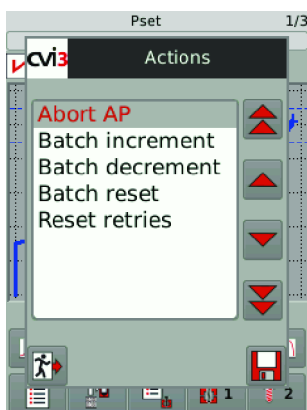 Pset 1/3
cvi3 Actions
Abort AP
Batch increment
Batch decrement
Batch reset
Reset retries
1 2